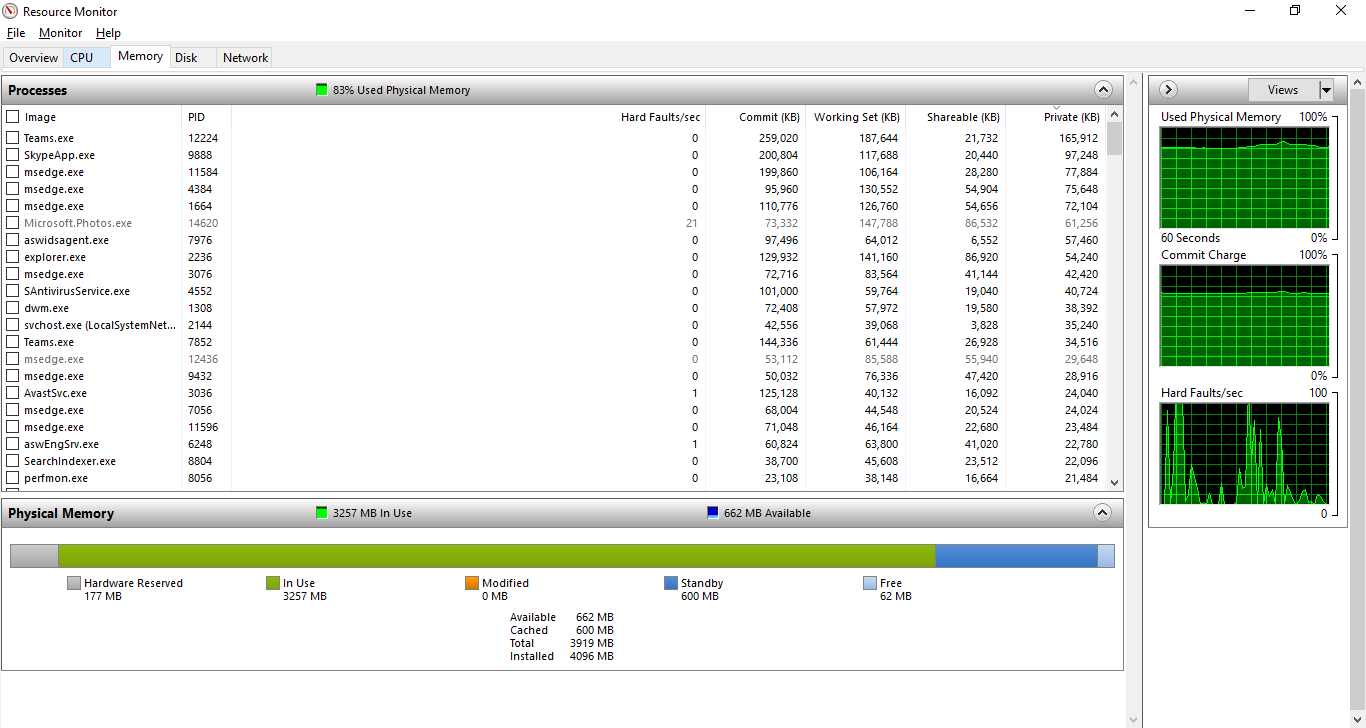 Resource Monitor
File Monitor Help
Overview CPU Memory Disk Network
Processes 83% Used Physical Memory
Image PID Hard Faults/sec Commit (KB) Working Set (KB) Shareable (KB) Private (KB)
Teams.exe 12224 0 259,020 187,644 21,732 165,912
SkypeApp.exe 9888 0 200,804 117,688 20,440 97,248
msedge.exe 11584 0 199,860 106,164 28,280 77,884
msedge.exe 4384 0 95,960 130,552 54,904 75,648
msedge.exe 1664 0 110,776 126,760 54,656 72,104
Microsoft.Photos.exe 14620 21 73,332 147,788 86,532 61,256
aswidsagent.exe 7976 0 97,496 64,012 6,552 57,460
explorer.exe 2236 0 129,932 141,160 86,920 54,240
msedge.exe 3076 0 72,716 83,564 41,144 42,420
SAntivirusService.exe 4552 0 101,000 59,764 19,040 40,724
dwm.exe 1308 0 72,408 57,972 19,580 38,392
svchost.exe (LocalSystemNet... 2144 0 42,556 39,068 3,828 35,240
Teams.exe 7852 0 144,336 61,444 26,928 34,516
msedge.exe 12436 0 53,112 85,588 55,940 29,648
msedge.exe 9432 0 50,032 76,336 47,420 28,916
AvastSvc.exe 3036 1 125,128 40,132 16,092 24,040
msedge.exe 7056 0 68,004 44,548 20,524 24,024
msedge.exe 11596 0 71,048 46,164 22,680 23,484
aswEngSrv.exe 6248 1 60,824 63,800 41,020 22,780
SearchIndexer.exe 8804 0 38,700 45,608 23,512 22,096
perfmon.exe 8056 0 23,108 38,148 16,664 21,484
Physical Memory 3257 MB In Use 662 MB Available
Hardware Reserved In Use Modified Standby Free
177 MB 3257 MB 0 MB 600 MB 62 MB
Available 662 MB
Cached 600 MB
Total 3919 MB
Installed 4096 MB
Views
Used Physical Memory 100%
60 Seconds 0%
Commit Charge 100%
0%
Hard Faults/sec 100
0